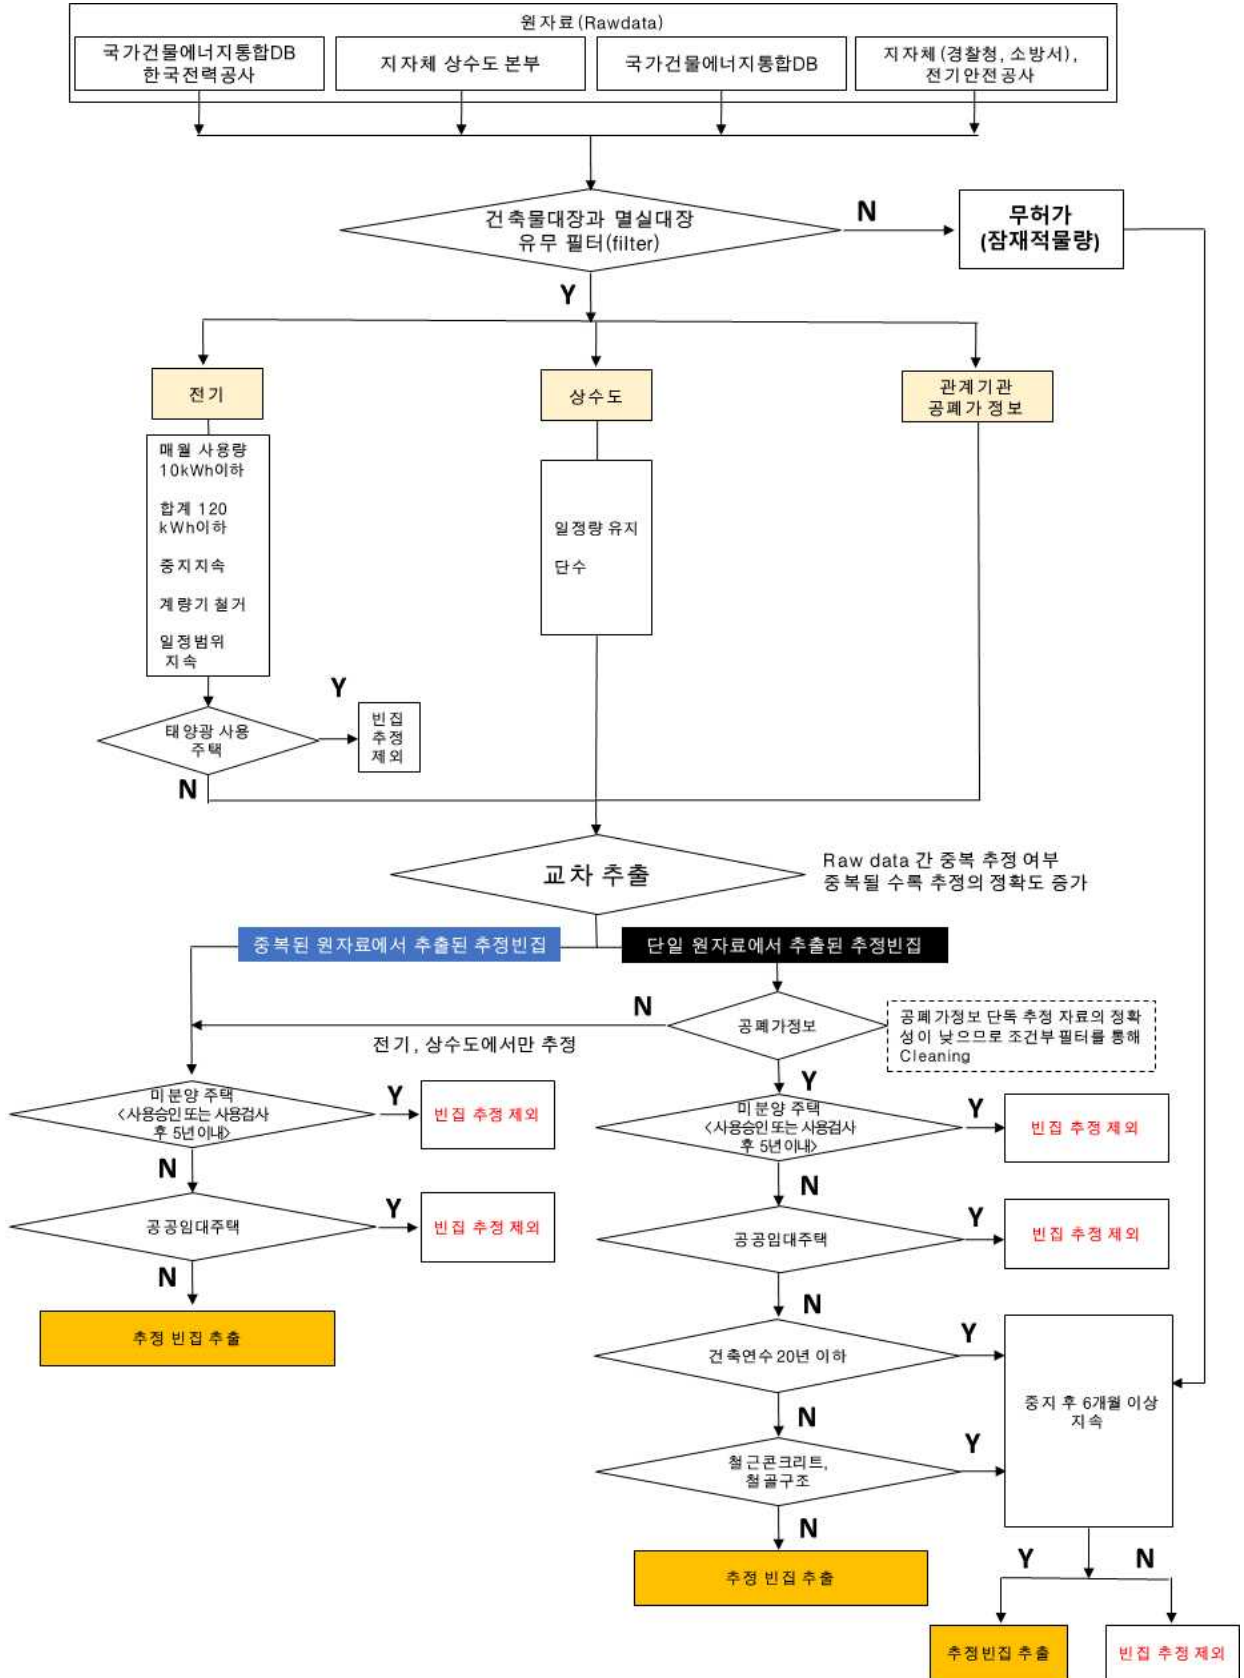 원자료(Rawdata)
국가건물에너지통합DB
한국전력공사
지자체 상수도 본부
국가건물에너지통합DB
지자체(경찰청, 소방서),
전기안전공사
건축물대장과 멸실대장
유무 필터(filter)
N
무허가
(잠재적물량)
Y
전기
상수도
관계기관
공폐가 정보
매월 사용량
10kWh이하
합계 120
kWh이하
중지지속
계량기 철거
일정범위
지속
일정량 유지
단수
태양광 사용
주택
Y
빈집
추정
제외
N
교차 추출
Raw data 간 중복 추정 여부
중복될 수록 추정의 정확도 증가
중복된 원자료에서 추출된 추정빈집
단일 원자료에서 추출된 추정빈집
N
공폐가정보
공폐가정보 단독 추정 자료의 정확
성이 낮으므로 조건부 필터를 통해
Cleaning
전기, 상수도에서만 추정
Y
미분양 주택
<사용승인 또는 사용검사
후 5년이내>
Y
빈집 추정 제외
미분양 주택
<사용승인 또는 사용검사
후 5년이내>
Y
빈집 추정 제외
N
N
공공임대주택
Y
빈집 추정 제외
공공임대주택
Y
빈집 추정 제외
N
N
추정 빈집 추출
건축연수 20년 이하
Y
중지 후 6개월 이상
지속
N
철근콘크리트,
철골구조
Y
N
추정 빈집 추출
Y
N
추정빈집 추출
빈집 추정 제외